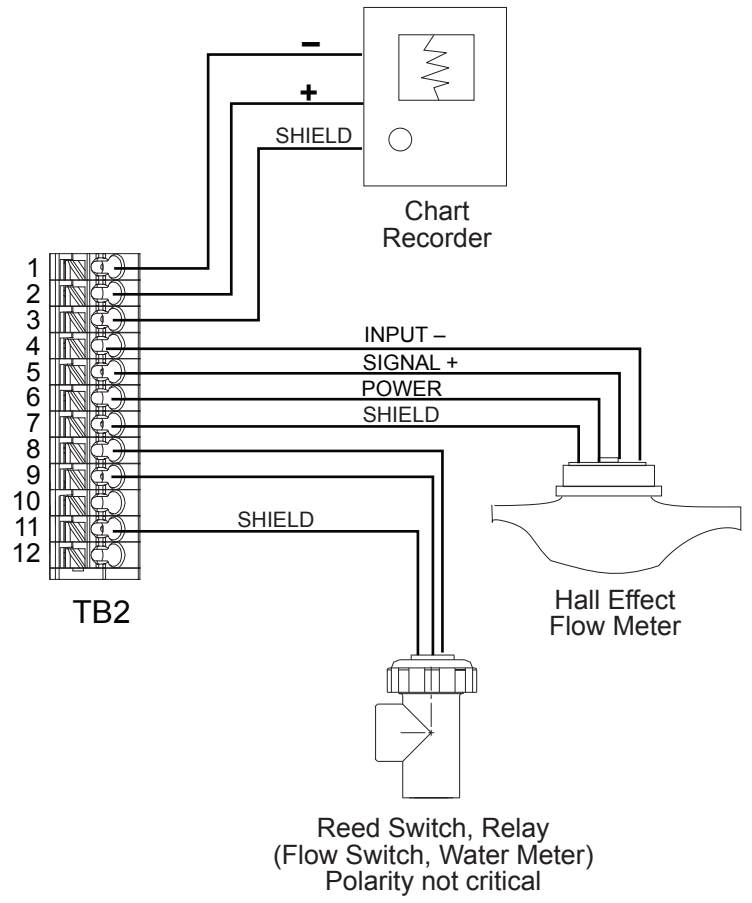 –
+
SHIELD
Chart
Recorder
1
2
3
4
5
6
7
8
9
10
11
12
INPUT –
SIGNAL +
POWER
SHIELD
SHIELD
TB2
Hall Effect
Flow Meter
Reed Switch, Relay
(Flow Switch, Water Meter)
Polarity not critical